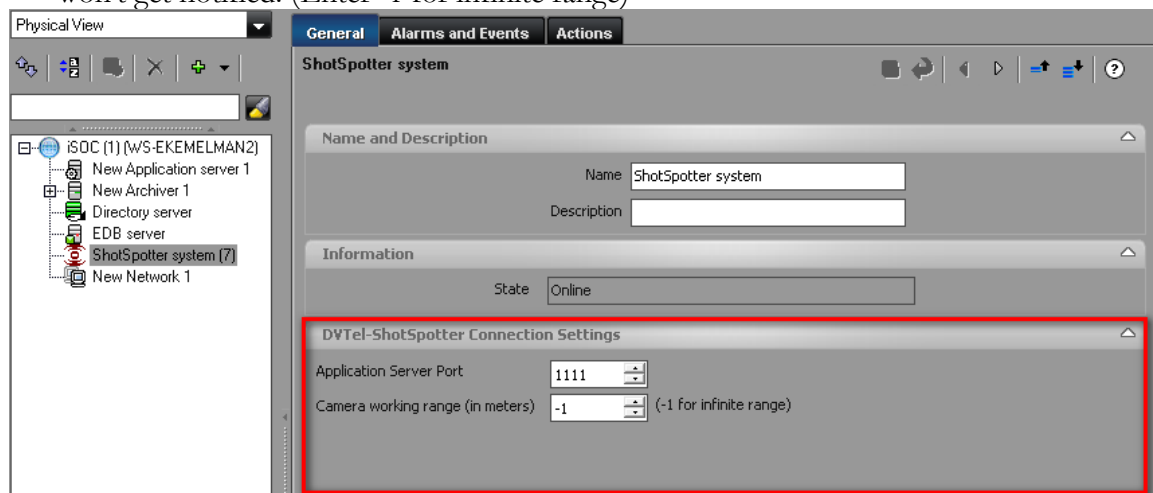 won't get notified. (Enter -1 for infinite range)
Physical View
General Alarms and Events Actions
ShotSpotter system
Name and Description
iSOC (1) (WS-EKEMELMAN2)
New Application server 1
New Archiver 1
Directory server
EDB server
ShotSpotter system (7)
New Network 1
Name ShotSpotter system
Description
Information
State Online
DVTel-ShotSpotter Connection Settings
Application Server Port 1111
Camera working range (in meters) -1 (-1 for infinite range)